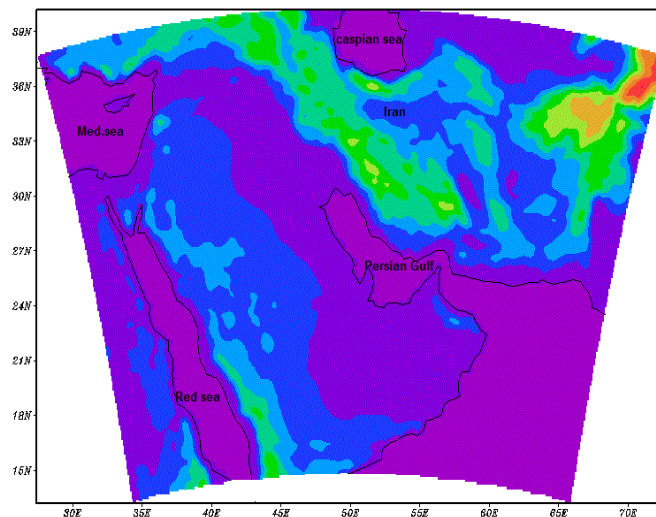 39N
caspian sea
36N
Iran
Med.sea
33N
30N
27N
Persian Gulf
24N
21N
Red sea
18N
15N
30E 35E 40E 45E 50E 55E 60E 65E 70E